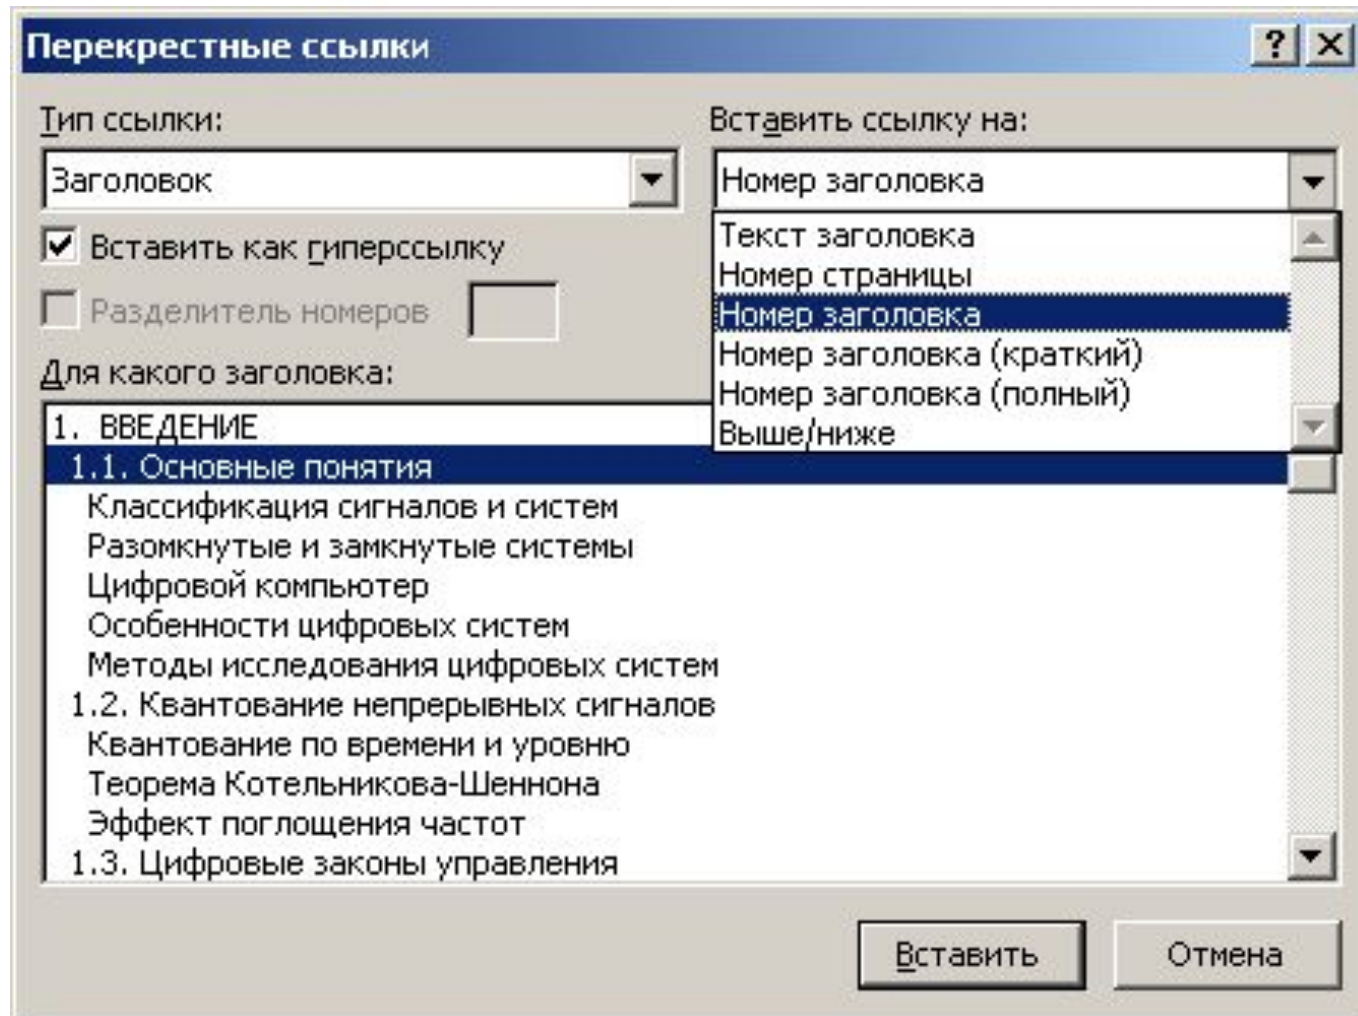 Перекрестные ссылки
Тип ссылки:
Вставить ссылку на:
Заголовок
Номер заголовка
Вставить как гиперссылку
Разделитель номеров
Текст заголовка
Номер страницы
Номер заголовка
Номер заголовка (краткий)
Номер заголовка (полный)
Выше/ниже
Для какого заголовка:
1. ВВЕДЕНИЕ
1.1. Основные понятия
Классификация сигналов и систем
Разомкнутые и замкнутые системы
Цифровой компьютер
Особенности цифровых систем
Методы исследования цифровых систем
1.2. Квантование непрерывных сигналов
Квантование по времени и уровню
Теорема Котельникова-Шеннона
Эффект поглощения частот
1.3. Цифровые законы управления
Вставить
Отмена